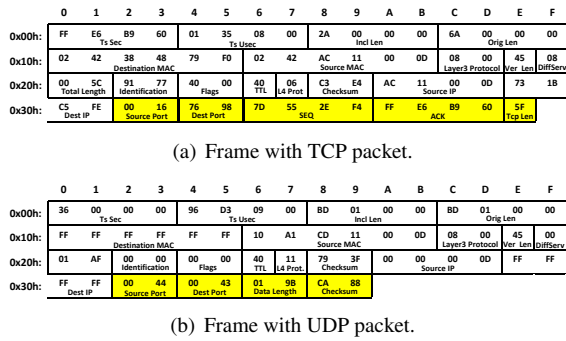 0 1 2 3 4 5 6 7 8 9 A B C D E F
0x00h: FF E6 B9 60 01 35 08 00 2A 00 00 00 6A 00 00 00
Ts Sec Ts Usec Incl Len Orig Len
0x10h: 02 42 38 48 79 F0 02 42 AC 11 00 0D 08 00 45 08
Destination MAC Source MAC Layer3 Protocol Ver Len DiffServ
0x20h: 00 5C 91 77 40 00 40 06 C3 E4 AC 11 00 0D 73 1B
Total Length Identification Flags TTL L4 Prot Checksum Source IP
0x30h: C5 FE 00 16 76 98 7D 55 2E F4 FF E6 B9 60 5F
Dest IP Source Port Dest Port SEQ ACK Tcp Len
(a) Frame with TCP packet.
0 1 2 3 4 5 6 7 8 9 A B C D E F
0x00h: 36 00 00 00 96 D3 09 00 BD 01 00 00 BD 01 00 00
Ts Sec Ts Usec Incl Len Orig Len
0x10h: FF FF FF FF FF FF 10 A1 CD 11 00 0D 08 00 45 00
Destination MAC Source MAC Layer3 Protocol Ver Len DiffServ
0x20h: 01 AF 00 00 00 00 40 11 79 3F 00 00 00 0D FF FF
Identification Flags TTL L4 Prot. Checksum Source IP
0x30h: FF FF 00 44 00 43 01 9B CA 88
Dest IP Source Port Dest Port Data Length Checksum
(b) Frame with UDP packet.